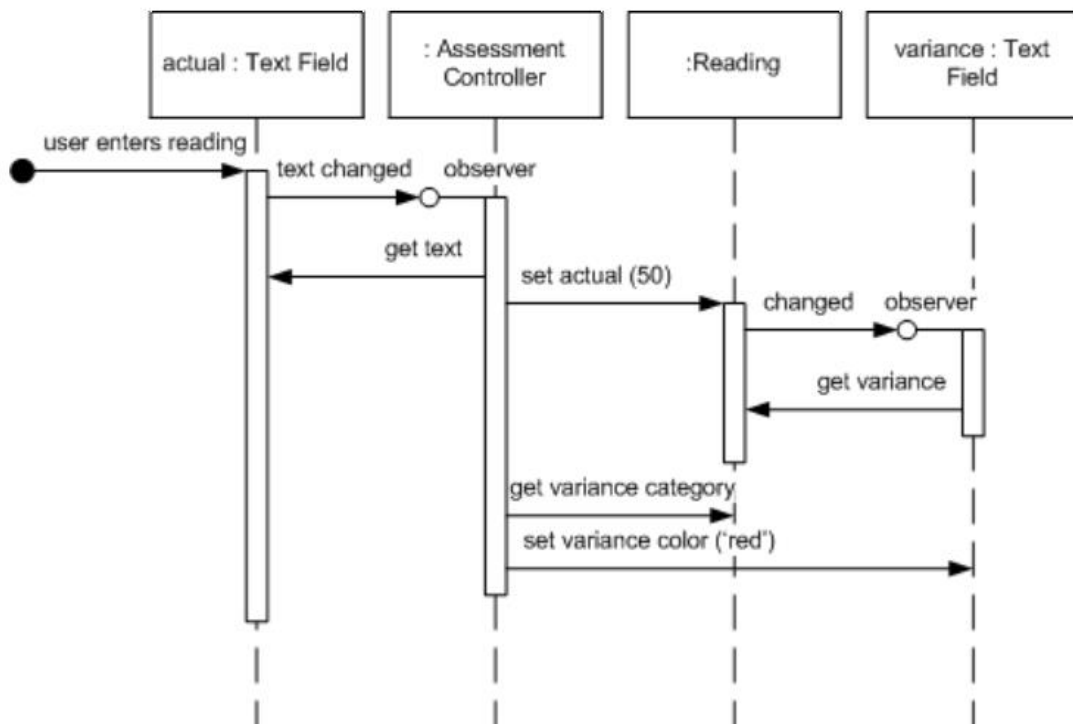 actual : Text Field
: Assessment
Controller
:Reading
variance : Text
Field
user enters reading
text changed
observer
get text
set actual (50)
changed
observer
get variance
get variance category
set variance color ('red')